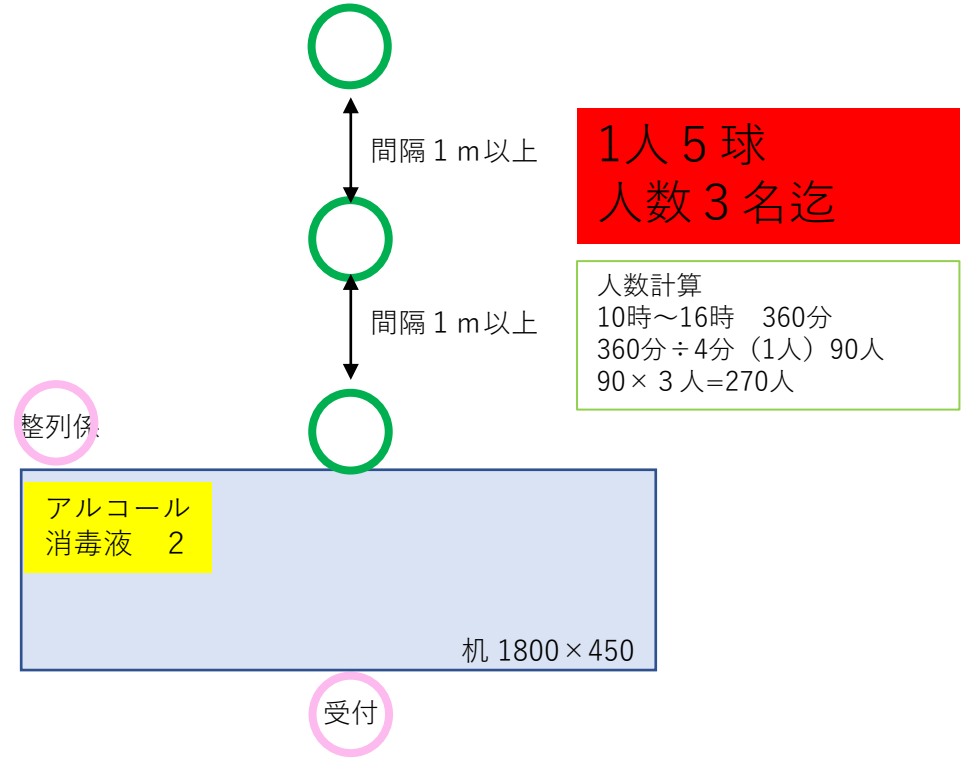 間隔１ｍ以上
1人５球
人数３名迄
人数計算
10時～16時　360分
360分÷4分（1人）90人
90×３人=270人
間隔１ｍ以上
整列係
アルコール
消毒液　2
机 1800×450
受付